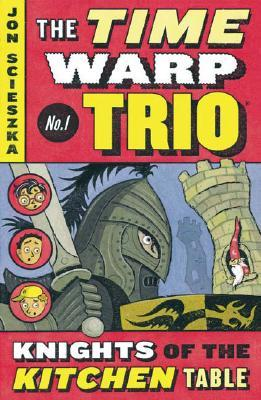 JON SCIESZKA
THE TIME
WARP
No.1 TRIO®
KNIGHTS OF THE
KITCHEN TABLE